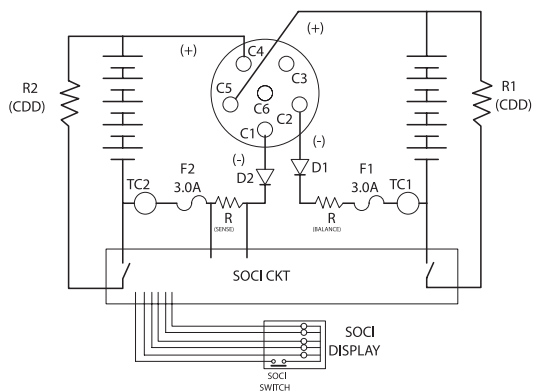 (+)
(+)
C4
C3
C5
C6
C2
C1
R2
(CDD)
R1
(CDD)
(-)
(-)
D2
D1
F2
3.0A
F1
3.0A
TC2
TC1
R
(SENSE)
R
(BALANCE)
SOCI CKT
SOCI
DISPLAY
SOCI
SWITCH